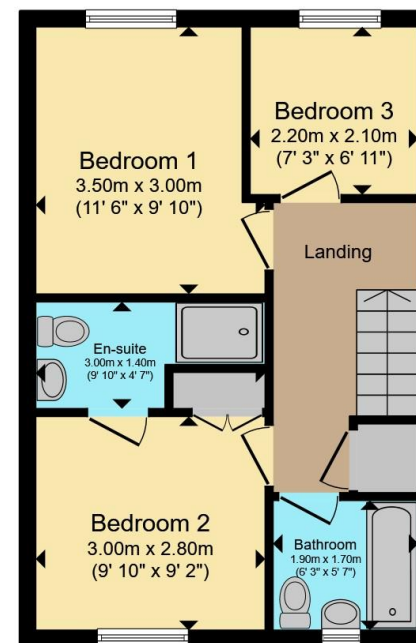 Bedroom 1
3.50m x 3.00m
(11' 6" x 9' 10")
Bedroom 3
2.20m x 2.10m
(7' 3" x 6' 11")
Landing
En-suite
3.00m x 1.40m
(9' 10" x 4' 7")
Bedroom 2
3.00m x 2.80m
(9' 10" x 9' 2")
Bathroom
1.90m x 1.70m
(6' 3" x 5' 7")